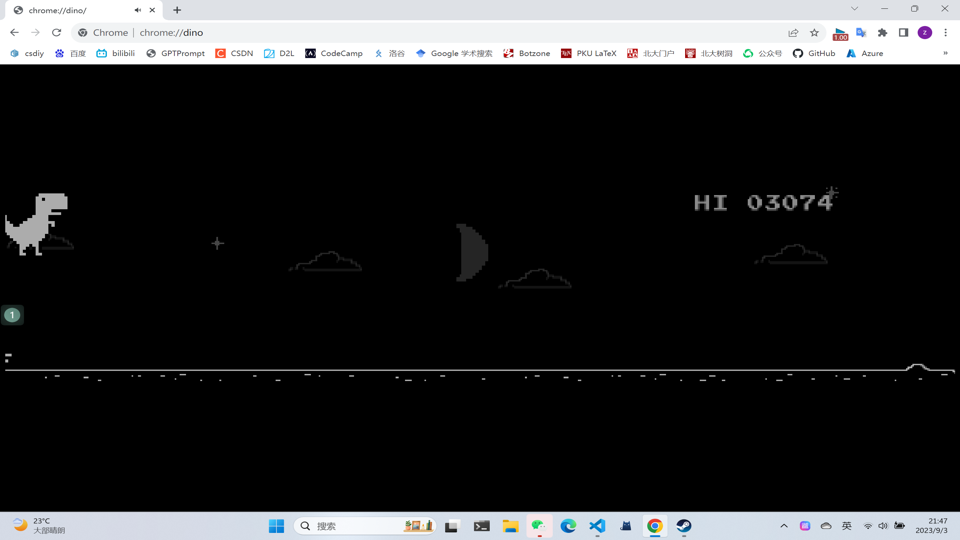 chrome://dino/
Chrome | chrome://dino
1.00
z
csdiy 百度 bilibili GPTPrompt CSDN D2L CodeCamp 洛谷 Google 学术搜索 Botzone PKU LaTeX 北大门户 北大树洞 公众号 GitHub Azure »
HI 03074
1
23°C
大部晴朗
搜索
英
21:47
2023/9/3